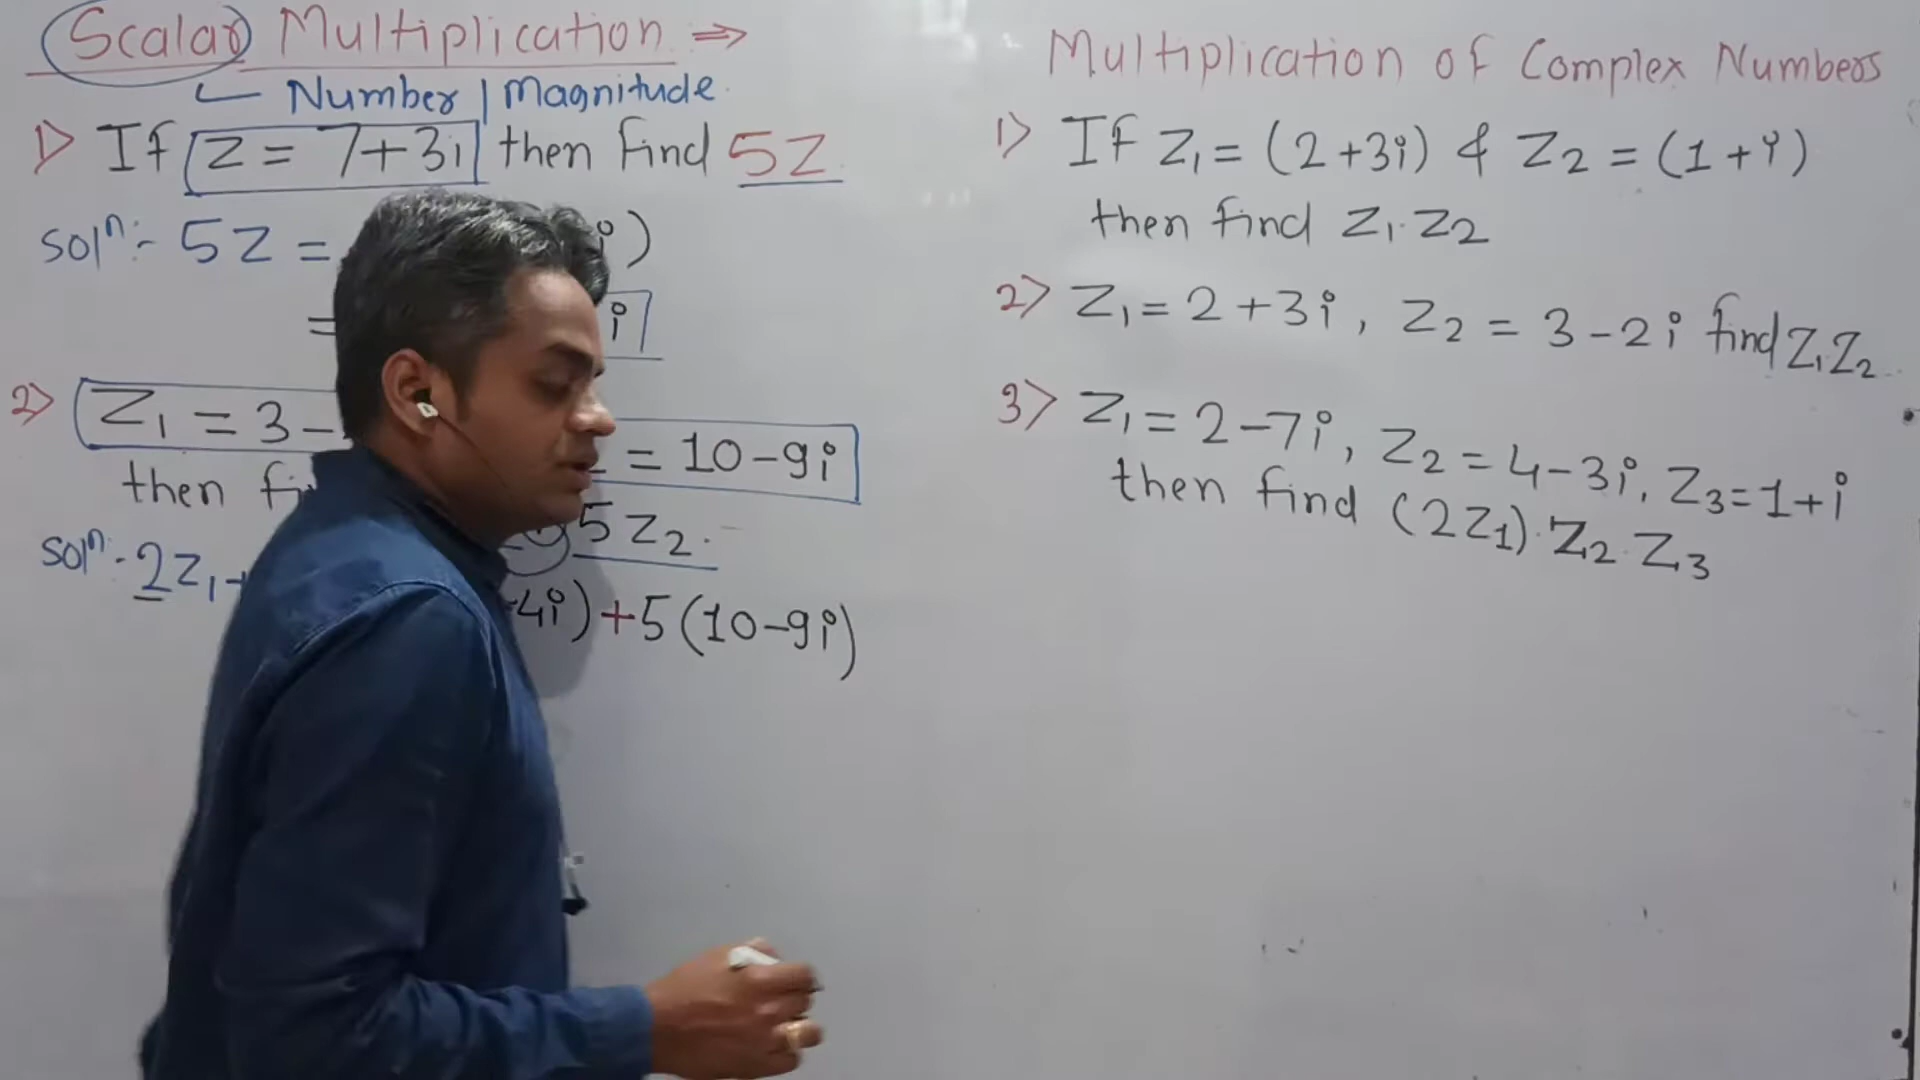 Scalar Multiplication ⇒
Number | Magnitude
1> If Z = 7+3i then find 5Z
Solⁿ:- 5Z = i)
= i
2> Z₁ = 3- = 10-9i
then 5Z₂.
Solⁿ:- 2Z₁+
-4i)+5(10-9i)
Multiplication of Complex Numbers
1> If Z₁ = (2+3i) & Z₂ = (1+i)
then find Z₁·Z₂
2> Z₁ = 2+3i, Z₂ = 3-2i find Z₁.Z₂
3> Z₁ = 2-7i, Z₂ = 4-3i, Z₃=1+i
then find (2Z₁)·Z₂·Z₃